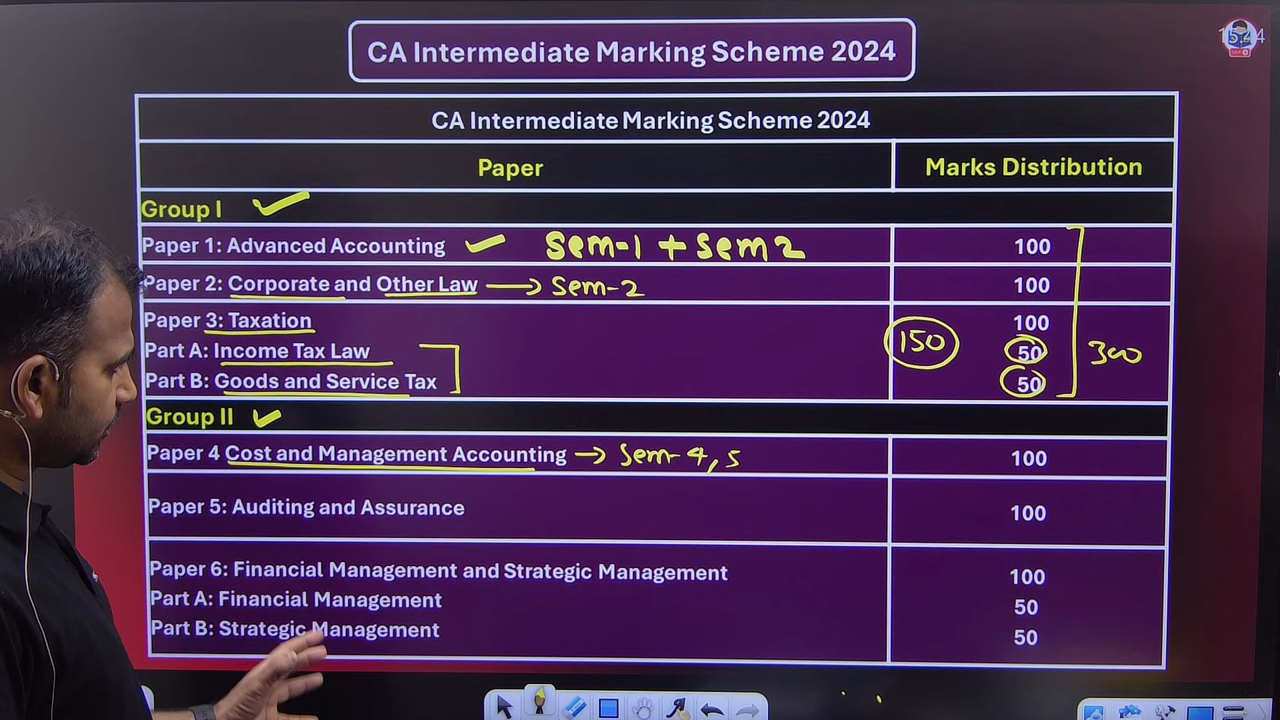 CA Intermediate Marking Scheme 2024
15:44
CA Intermediate Marking Scheme 2024
Paper Marks Distribution
Group I
Paper 1: Advanced Accounting Sem-1 + Sem 2 100
Paper 2: Corporate and Other Law → Sem-2 100
Paper 3: Taxation 100
Part A: Income Tax Law 150 50 300
Part B: Goods and Service Tax 50
Group II
Paper 4 Cost and Management Accounting → Sem-4,5 100
Paper 5: Auditing and Assurance 100
Paper 6: Financial Management and Strategic Management 100
Part A: Financial Management 50
Part B: Strategic Management 50